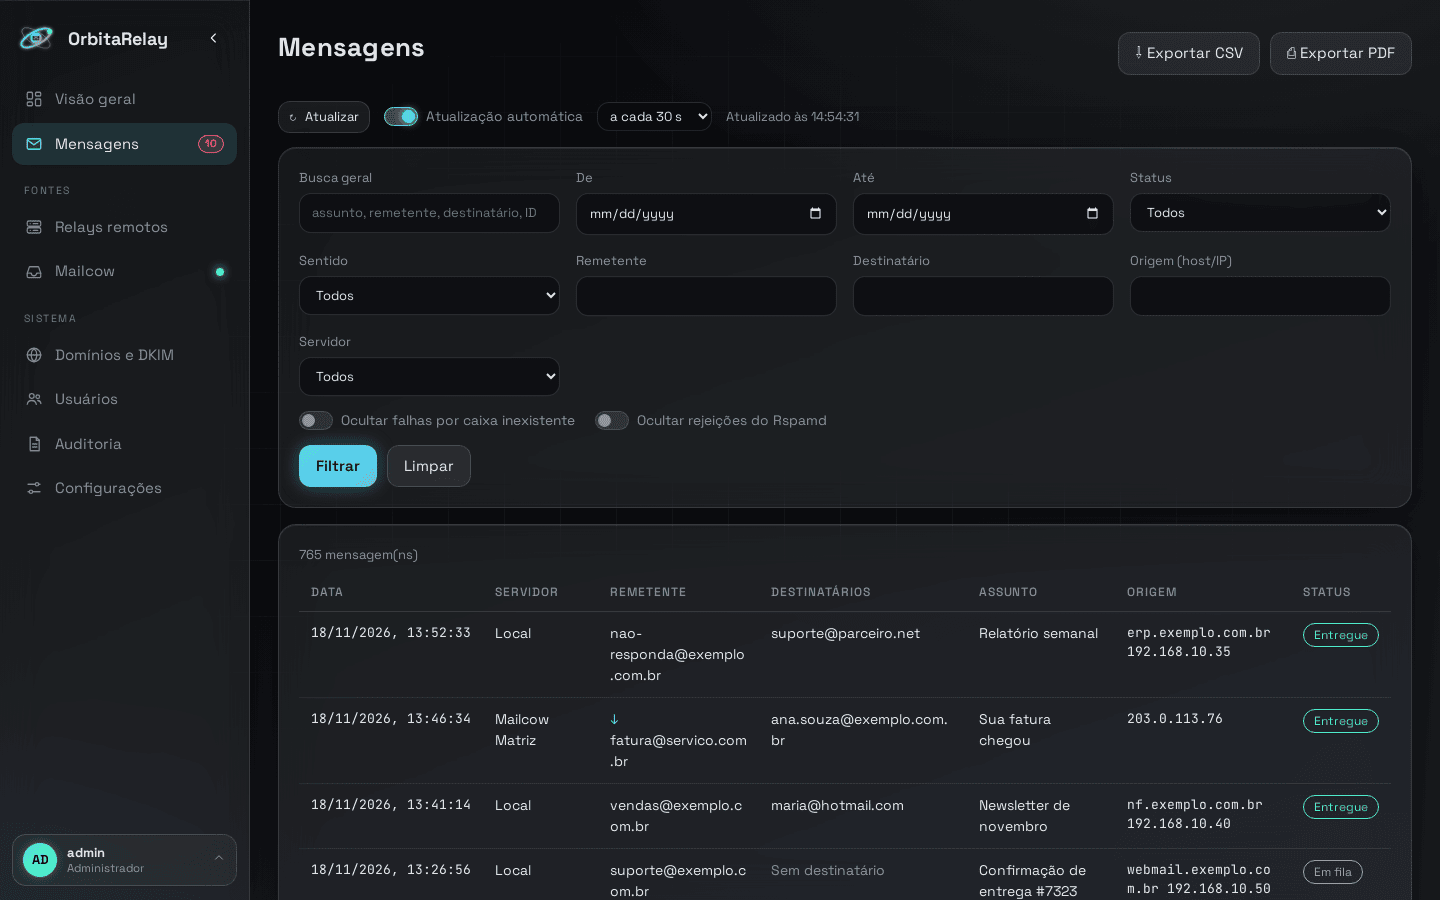 OrbitaRelay
Visão geral
Mensagens 10
FONTES
Relays remotos
Mailcow
SISTEMA
Domínios e DKIM
Usuários
Auditoria
Configurações
AD admin
Administrador
Mensagens
Exportar CSV Exportar PDF
Atualizar Atualização automática a cada 30 s Atualizado às 14:54:31
Busca geral De Até Status
assunto, remetente, destinatário, ID mm/dd/yyyy mm/dd/yyyy Todos
Sentido Remetente Destinatário Origem (host/IP)
Todos
Servidor
Todos
Ocultar falhas por caixa inexistente Ocultar rejeições do Rspamd
Filtrar Limpar
765 mensagem(ns)
DATA SERVIDOR REMETENTE DESTINATÁRIOS ASSUNTO ORIGEM STATUS
18/11/2026, 13:52:33 Local nao- suporte@parceiro.net Relatório semanal erp.exemplo.com.br Entregue
responda@exemplo 192.168.10.35
.com.br
18/11/2026, 13:46:34 Mailcow ↓ ana.souza@exemplo.com. Sua fatura 203.0.113.76 Entregue
Matriz fatura@servico.com br chegou
.br
18/11/2026, 13:41:14 Local vendas@exemplo.c maria@hotmail.com Newsletter de nf.exemplo.com.br Entregue
om.br novembro 192.168.10.40
18/11/2026, 13:26:56 Local suporte@exemplo.c Sem destinatário Confirmação de webmail.exemplo.co Em fila
om.br entrega #7323 m.br 192.168.10.50